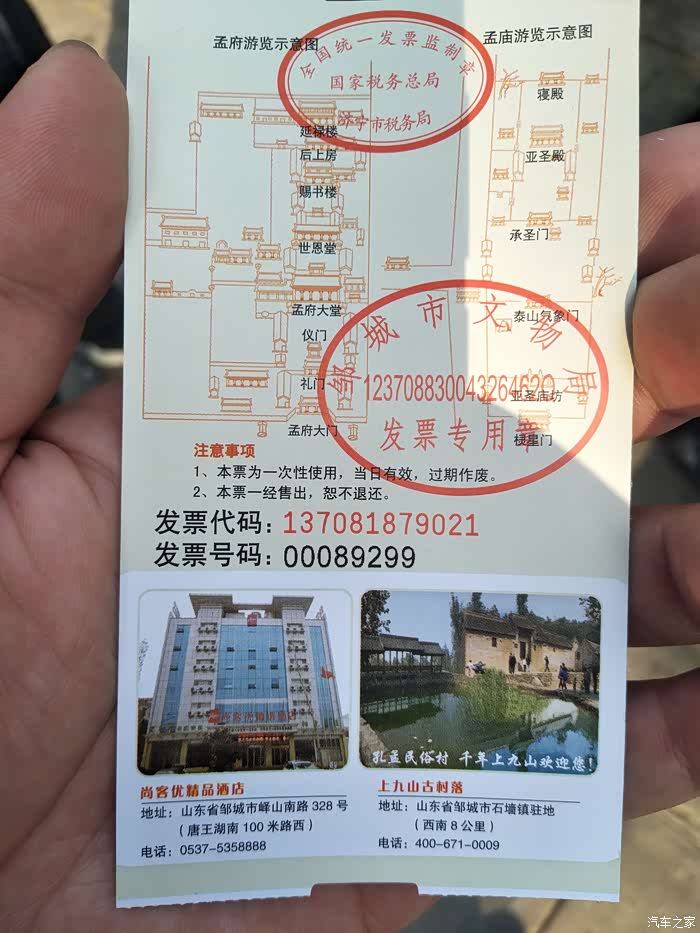 孟府游览示意图
孟庙游览示意图
全国统一发票监制章
国家税务总局
济宁市税务局
延禄楼
后上房
赐书楼
世恩堂
孟府大堂
仪门
礼门
孟府大门
寝殿
亚圣殿
承圣门
泰山气象门
亚圣庙坊
棂星门
邹城市文旅局
发票专用章
注意事项
1、本票为一次性使用，当日有效，过期作废。
2、本票一经售出，恕不退还。
发票代码：137081879021
发票号码：00089299
尚客优精品酒店
孔孟民俗村 千年上九山欢迎您！
尚客优精品酒店
地址：山东省邹城市峄山南路 328 号
（唐王湖南 100 米路西）
电话：0537-5358888
上九山古村落
地址：山东省邹城市石墙镇驻地
（西南 8 公里）
电话：400-671-0009
汽车之家